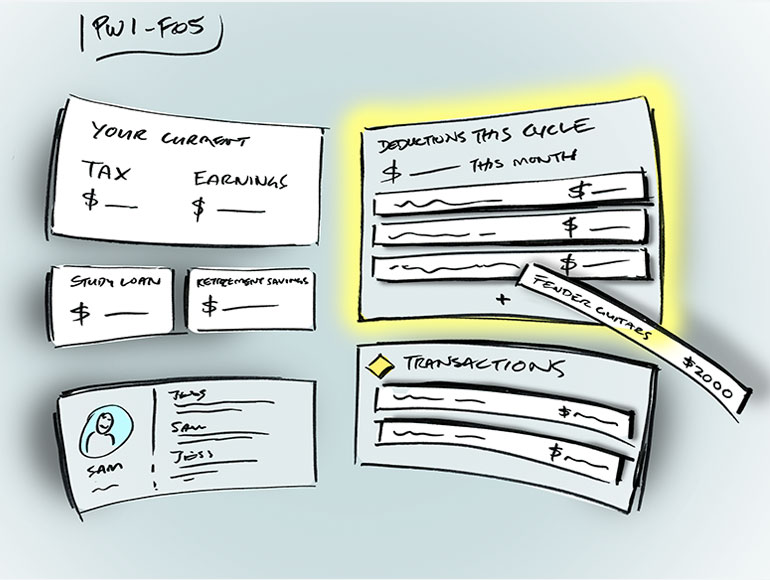 PW1-F05
YOUR CURRENT
TAX
EARNINGS
$
$
STUDY LOAN
$
RETIREMENT SAVINGS
$
SAM
JESS
SAM
JESS
DEDUCTIONS THIS CYCLE
$ THIS MONTH
$
$
$
+
FENDER GUITARS $2000
TRANSACTIONS
$
$